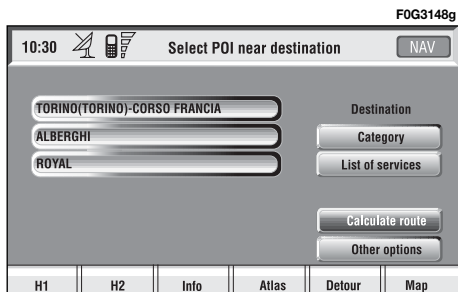 F0G3148g
10:30 Select POI near destination NAV
TORINO(TORINO)-CORSO FRANCIA
Destination
ALBERGHI
Category
ROYAL
List of services
Calculate route
Other options
H1 H2 Info Atlas Detour Map